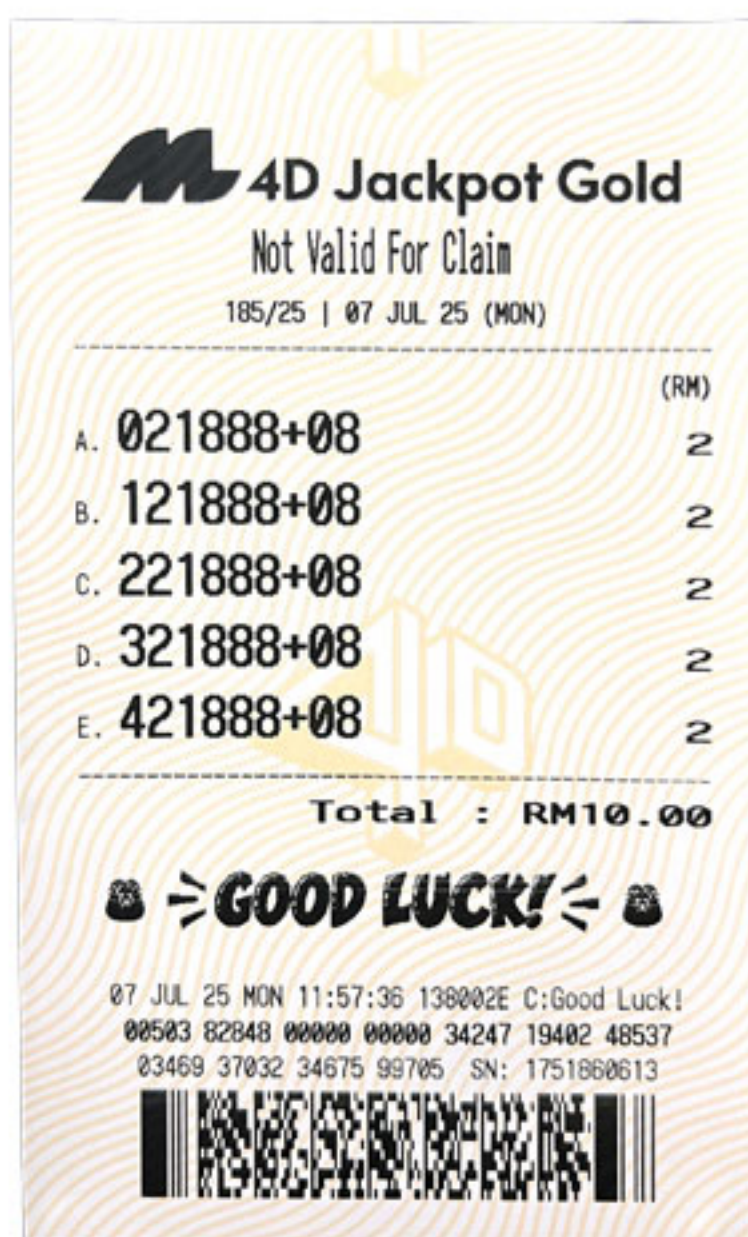 M 4D Jackpot Gold
Not Valid For Claim
185/25 | 07 JUL 25 (MON)
(RM)
A. 021888+08 2
B. 121888+08 2
C. 221888+08 2
D. 321888+08 2
E. 421888+08 2
Total : RM10.00
GOOD LUCK!
07 JUL 25 MON 11:57:36 138002E C:Good Luck!
00503 82848 00000 00000 34247 19402 48537
03469 37032 34675 99705 SN: 1751860613
4D